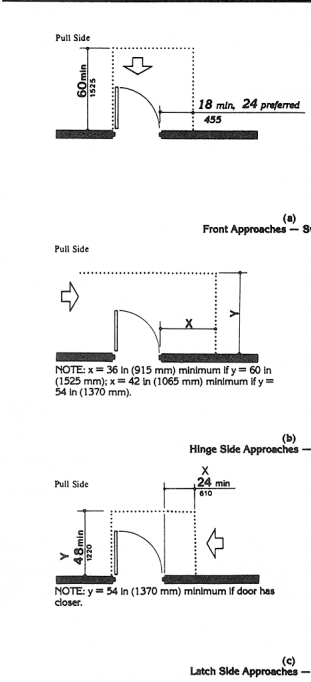 Pull Side
60min
1525
18 min, 24 preferred
455
(a)
Front Approaches —
Pull Side
X
Y
NOTE: x = 36 in (915 mm) minimum if y = 60 in
(1525 mm); x = 42 in (1065 mm) minimum if y =
54 in (1370 mm).
(b)
Hinge Side Approaches —
X
24 min
610
Pull Side
Y
48min
1220
NOTE: y = 54 in (1370 mm) minimum if door has
closer.
(c)
Latch Side Approaches —